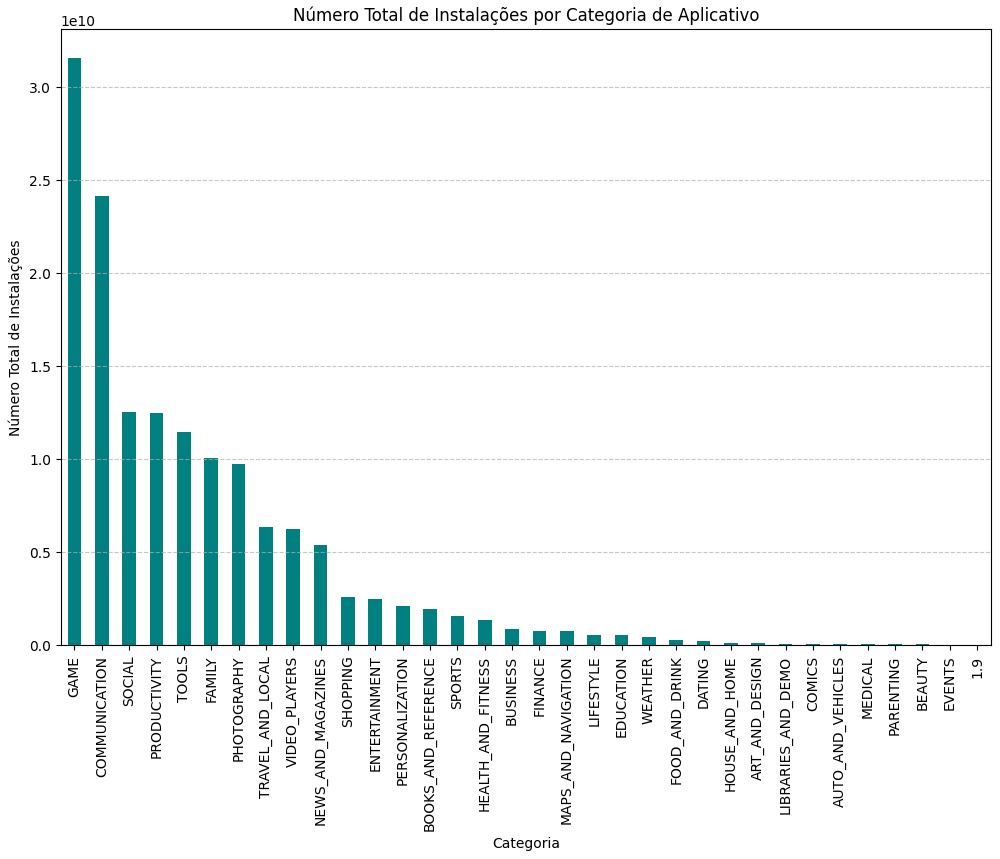 Número Total de Instalações por Categoria de Aplicativo
1e10
3.0
2.5
2.0
1.5
1.0
0.5
0.0
Número Total de Instalações
GAME
COMMUNICATION
SOCIAL
PRODUCTIVITY
TOOLS
FAMILY
PHOTOGRAPHY
TRAVEL_AND_LOCAL
VIDEO_PLAYERS
NEWS_AND_MAGAZINES
SHOPPING
ENTERTAINMENT
PERSONALIZATION
BOOKS_AND_REFERENCE
SPORTS
HEALTH_AND_FITNESS
BUSINESS
FINANCE
MAPS_AND_NAVIGATION
LIFESTYLE
EDUCATION
WEATHER
FOOD_AND_DRINK
DATING
HOUSE_AND_HOME
ART_AND_DESIGN
LIBRARIES_AND_DEMO
COMICS
AUTO_AND_VEHICLES
MEDICAL
PARENTING
BEAUTY
EVENTS
1.9
Categoria